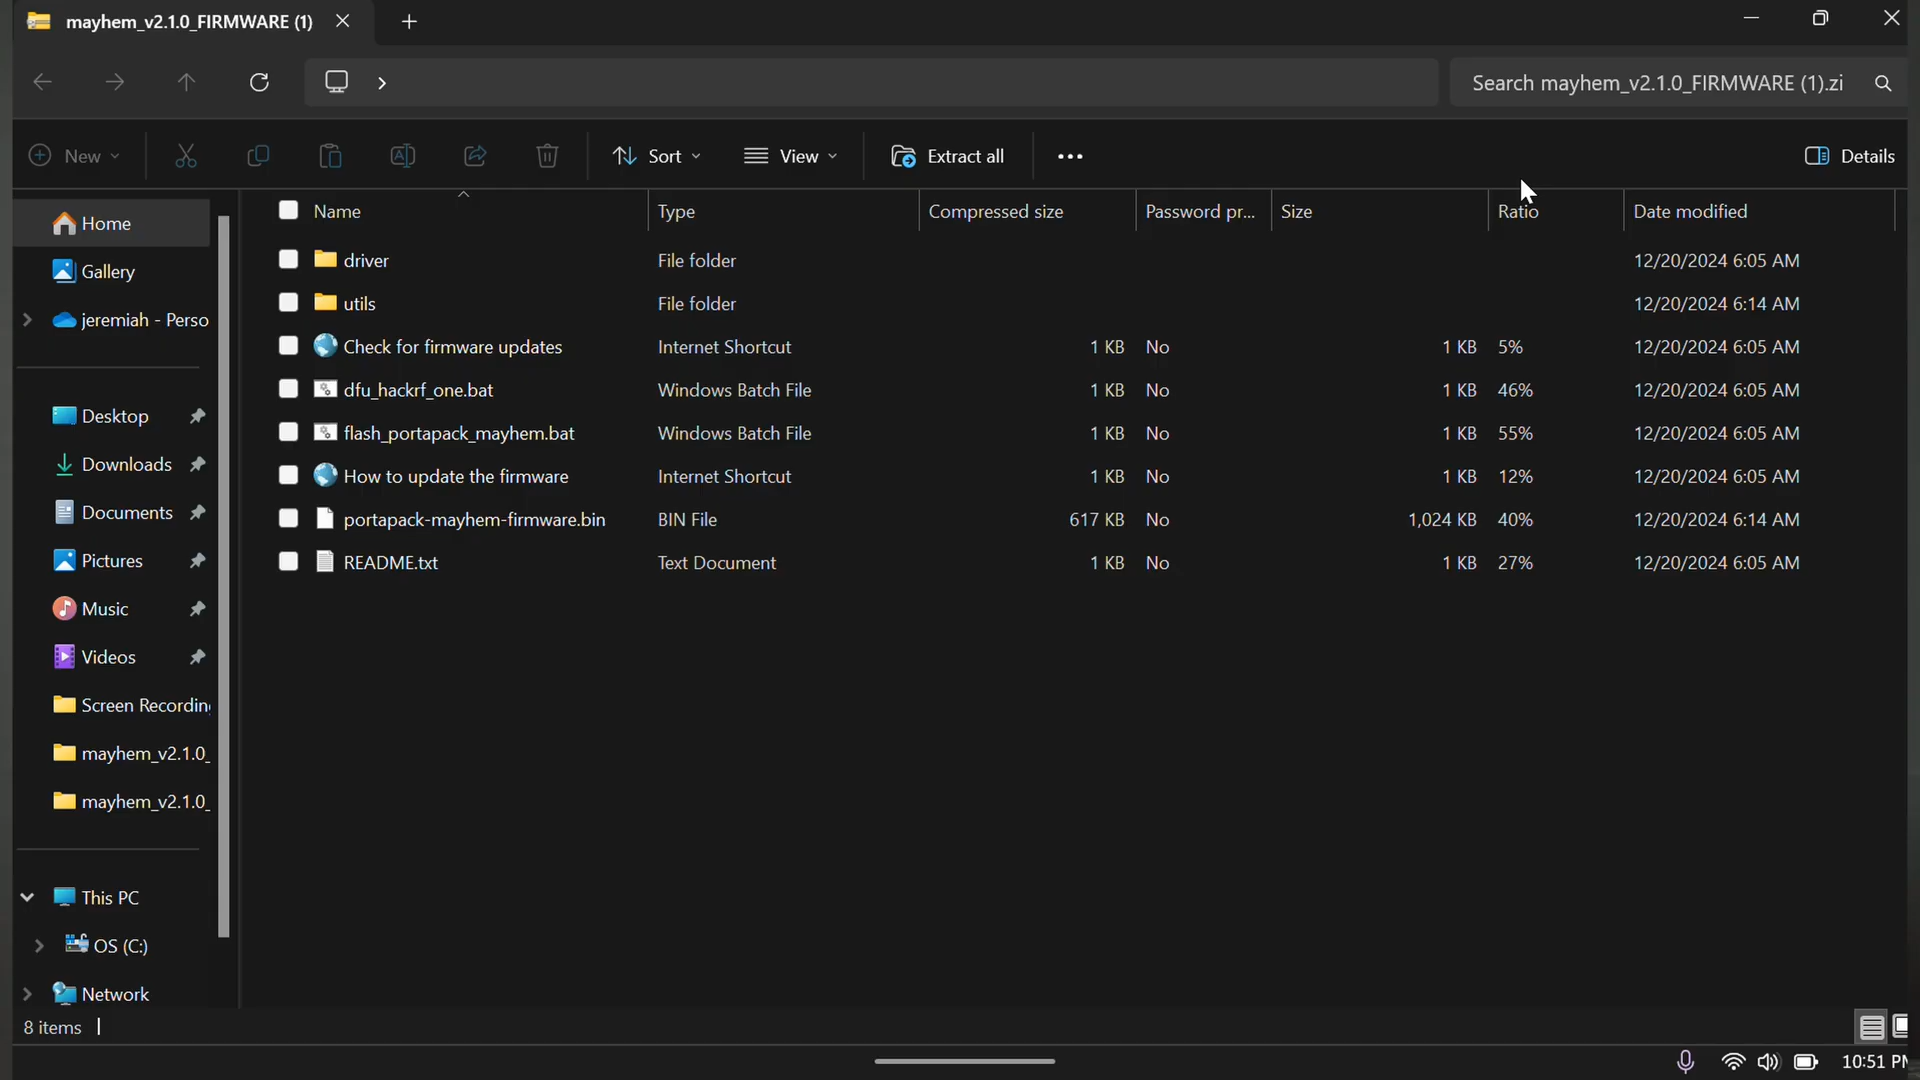 mayhem_v2.1.0_FIRMWARE (1)
Search mayhem_v2.1.0_FIRMWARE (1).zi
New Sort View Extract all Details
Name Type Compressed size Password pr... Size Ratio Date modified
driver File folder 12/20/2024 6:05 AM
utils File folder 12/20/2024 6:14 AM
Check for firmware updates Internet Shortcut 1 KB No 1 KB 5% 12/20/2024 6:05 AM
dfu_hackrf_one.bat Windows Batch File 1 KB No 1 KB 46% 12/20/2024 6:05 AM
flash_portapack_mayhem.bat Windows Batch File 1 KB No 1 KB 55% 12/20/2024 6:05 AM
How to update the firmware Internet Shortcut 1 KB No 1 KB 12% 12/20/2024 6:05 AM
portapack-mayhem-firmware.bin BIN File 617 KB No 1,024 KB 40% 12/20/2024 6:14 AM
README.txt Text Document 1 KB No 1 KB 27% 12/20/2024 6:05 AM
Home
Gallery
jeremiah - Perso
Desktop
Downloads
Documents
Pictures
Music
Videos
Screen Recordin
mayhem_v2.1.0_
mayhem_v2.1.0_
This PC
OS (C:)
Network
8 items
10:51 PM